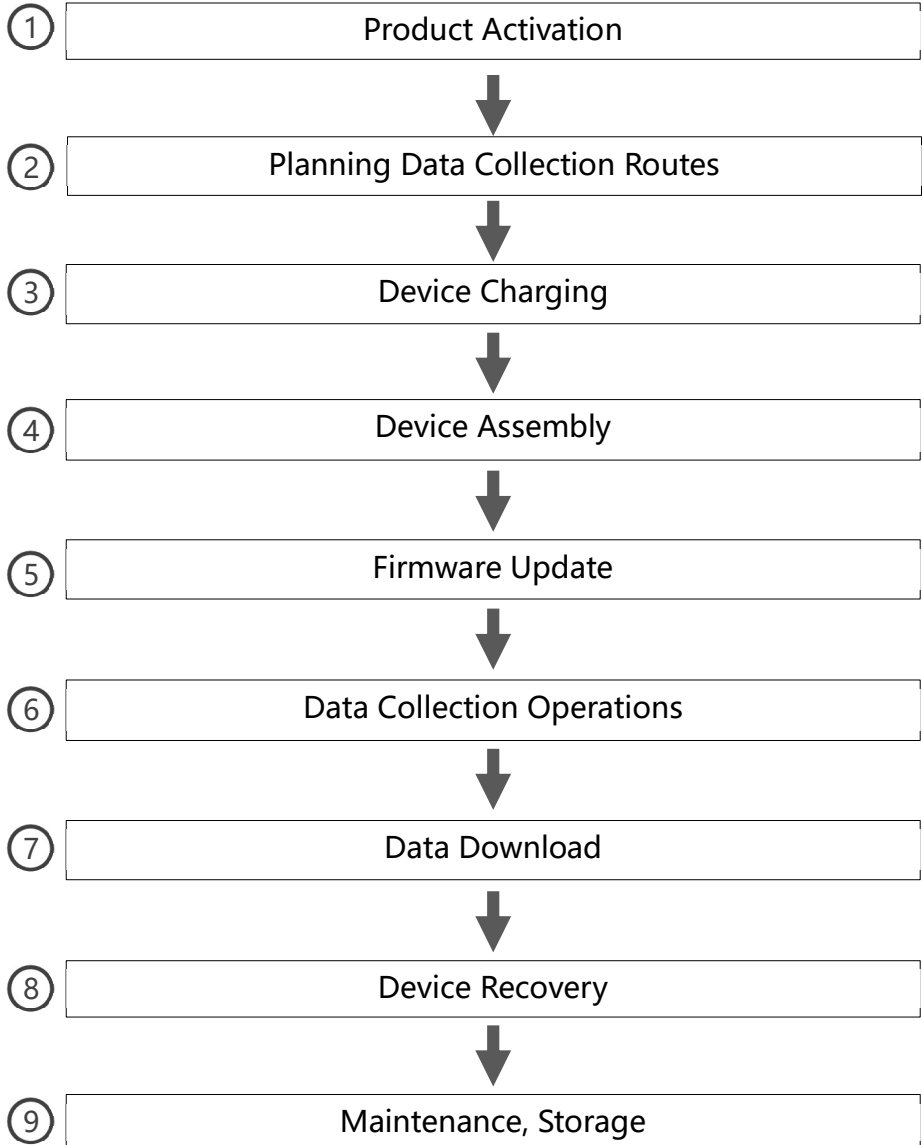 ① Product Activation
② Planning Data Collection Routes
③ Device Charging
④ Device Assembly
⑤ Firmware Update
⑥ Data Collection Operations
⑦ Data Download
⑧ Device Recovery
⑨ Maintenance, Storage